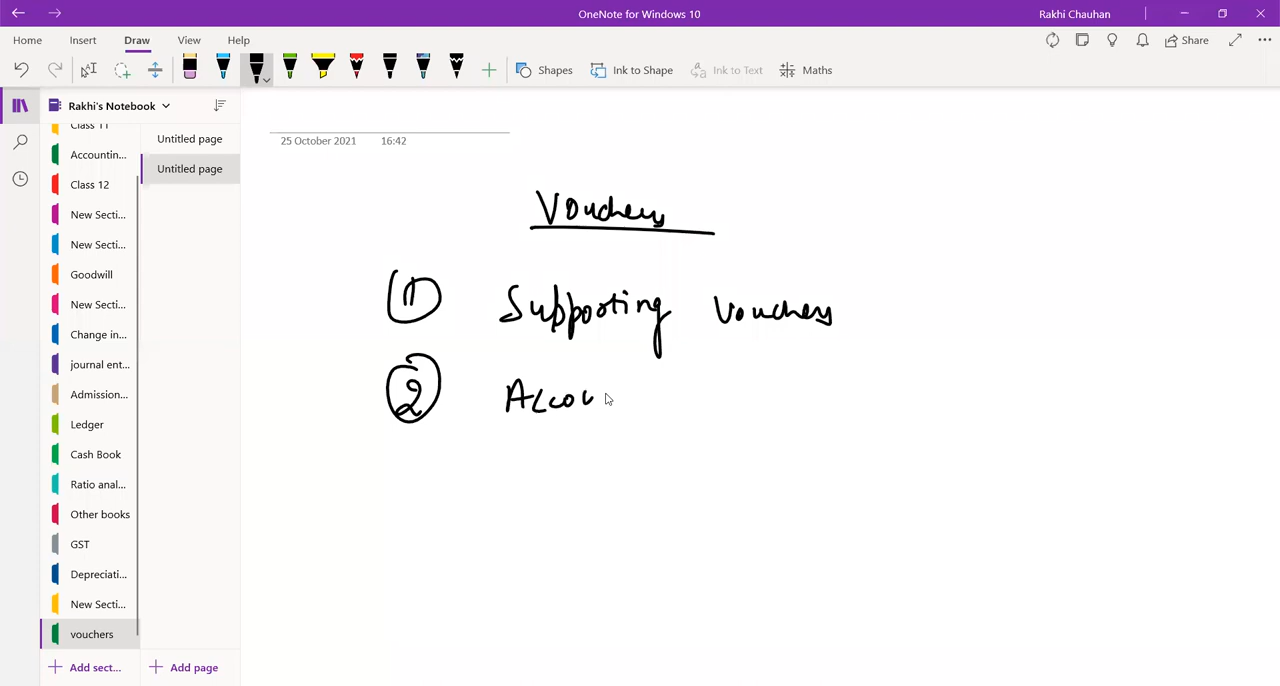 OneNote for Windows 10
Rakhi Chauhan
Home Insert Draw View Help
Share
Shapes Ink to Shape Ink to Text Maths
Rakhi's Notebook
Class 11
Accountin...
Class 12
New Secti...
New Secti...
Goodwill
New Secti...
Change in...
journal ent...
Admission...
Ledger
Cash Book
Ratio anal...
Other books
GST
Depreciati...
New Secti...
vouchers
Add sect...
Untitled page
Untitled page
Add page
25 October 2021 16:42
Vouchers
1 Supporting Vouchers
2 Accou